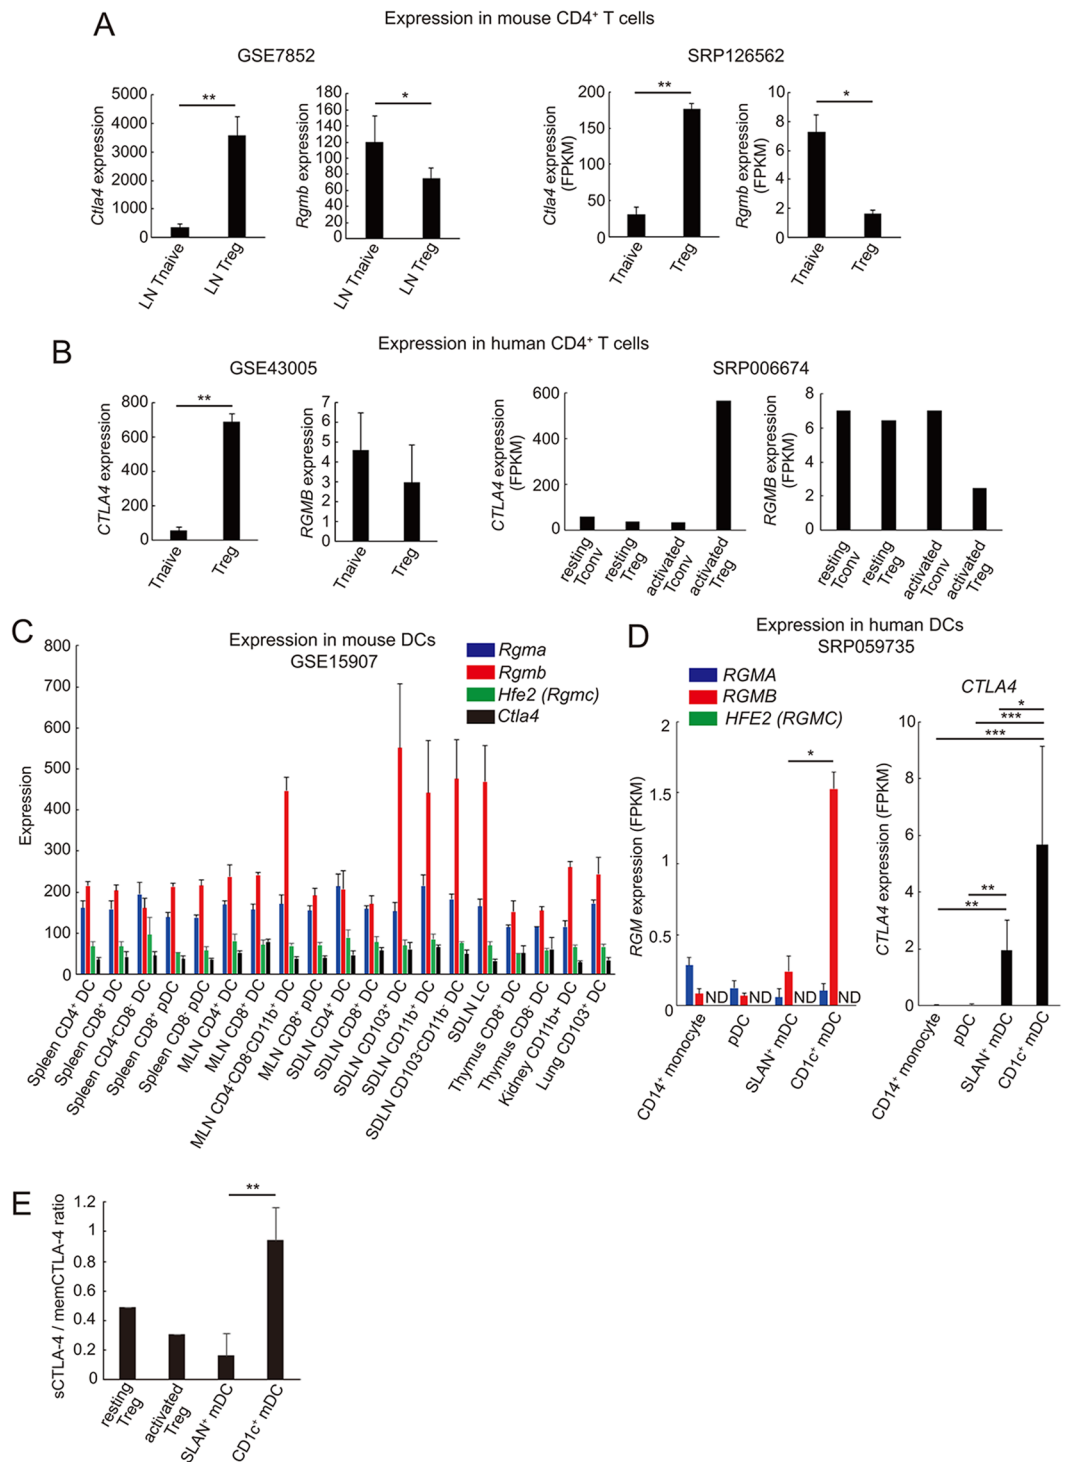 A
Expression in mouse CD4+ T cells
GSE7852
SRP126562
Ctla4 expression
5000
4000
3000
2000
1000
0
**
LN Tnaive
LN Treg
Rgmb expression
180
160
140
120
100
80
60
40
20
0
*
LN Tnaive
LN Treg
Ctla4 expression
(FPKM)
200
150
100
50
0
**
Tnaive
Treg
Rgmb expression
(FPKM)
10
8
6
4
2
0
*
Tnaive
Treg
B
Expression in human CD4+ T cells
GSE43005
SRP006674
CTLA4 expression
800
600
400
200
0
**
Tnaive
Treg
RGMB expression
7
6
5
4
3
2
1
0
Tnaive
Treg
CTLA4 expression
(FPKM)
600
400
200
0
resting
Tconv
resting
Treg
activated
Tconv
activated
Treg
RGMB expression
(FPKM)
8
6
4
2
0
resting
Tconv
resting
Treg
activated
Tconv
activated
Treg
C
Expression in mouse DCs
GSE15907
Rgma
Rgmb
Hfe2 (Rgmc)
Ctla4
Expression
800
700
600
500
400
300
200
100
0
Spleen CD4+ DC
Spleen CD8+ DC
Spleen CD4-CD8- DC
Spleen CD8+ pDC
Spleen CD8- pDC
MLN CD4+ DC
MLN CD8+ DC
MLN CD4-CD8-CD11b+ DC
MLN CD8+ pDC
SDLN CD4+ DC
SDLN CD8+ DC
SDLN CD103+ DC
SDLN CD11b+ DC
SDLN CD103-CD11b- DC
SDLN LC
Thymus CD8+ DC
Thymus CD8- DC
Kidney CD11b+ DC
Lung CD103+ DC
D
Expression in human DCs
SRP059735
RGMA
RGMB
HFE2 (RGMC)
RGM expression (FPKM)
2
1.5
1
0.5
0
*
ND
ND
ND
ND
CD14+ monocyte
pDC
SLAN+ mDC
CD1c+ mDC
CTLA4
CTLA4 expression (FPKM)
10
8
6
4
2
0
*
***
***
**
**
CD14+ monocyte
pDC
SLAN+ mDC
CD1c+ mDC
E
sCTLA-4 / memCTLA-4 ratio
1.2
1
0.8
0.6
0.4
0.2
0
**
resting
Treg
activated
Treg
SLAN+ mDC
CD1c+ mDC